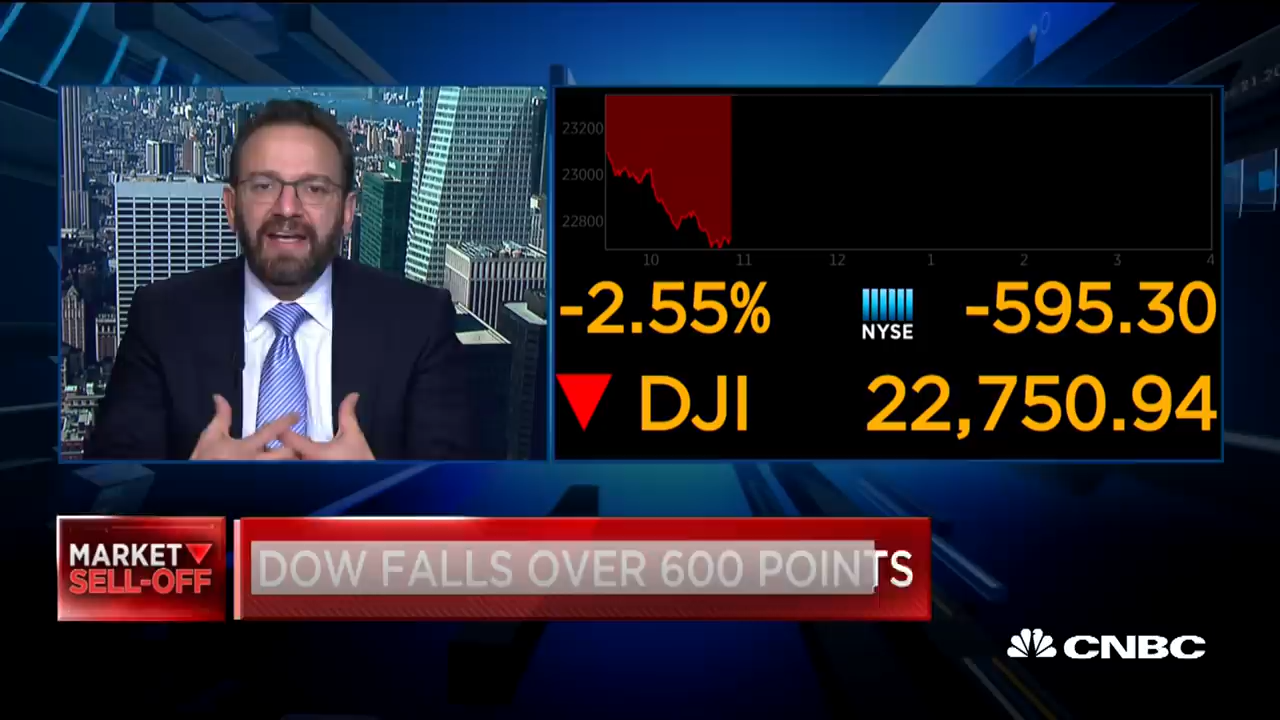 23200
23000
22800
10 11 12 1 2 3 4
-2.55% NYSE -595.30
DJI 22,750.94
MARKET
SELL-OFF
DOW FALLS OVER 600 POINTS
CNBC